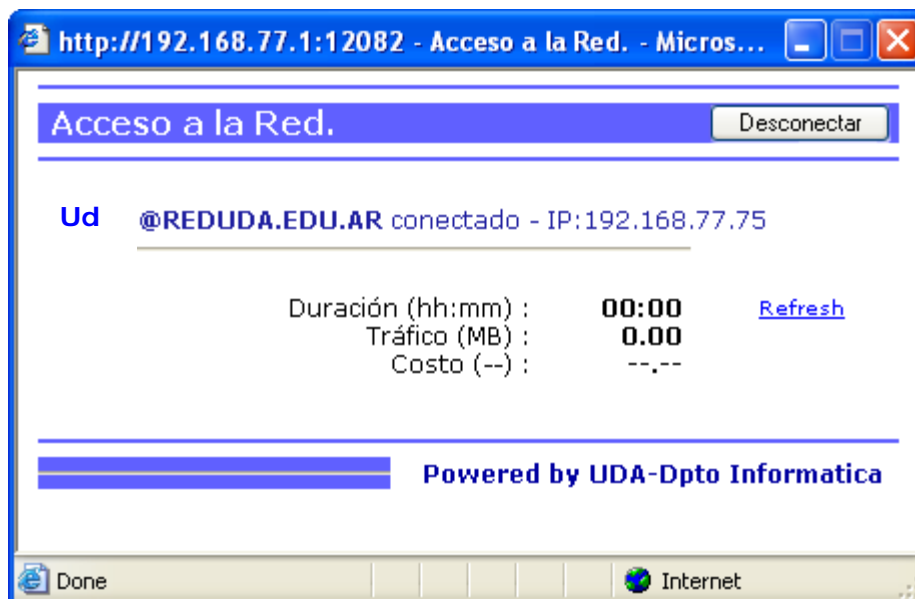 http://192.168.77.1:12082 - Acceso a la Red. - Micros...
Acceso a la Red.
Desconectar
Ud @REDUDA.EDU.AR conectado - IP:192.168.77.75
Duración (hh:mm) : 00:00 Refresh
Tráfico (MB) : 0.00
Costo (--) : --.--
Powered by UDA-Dpto Informatica
Done
Internet